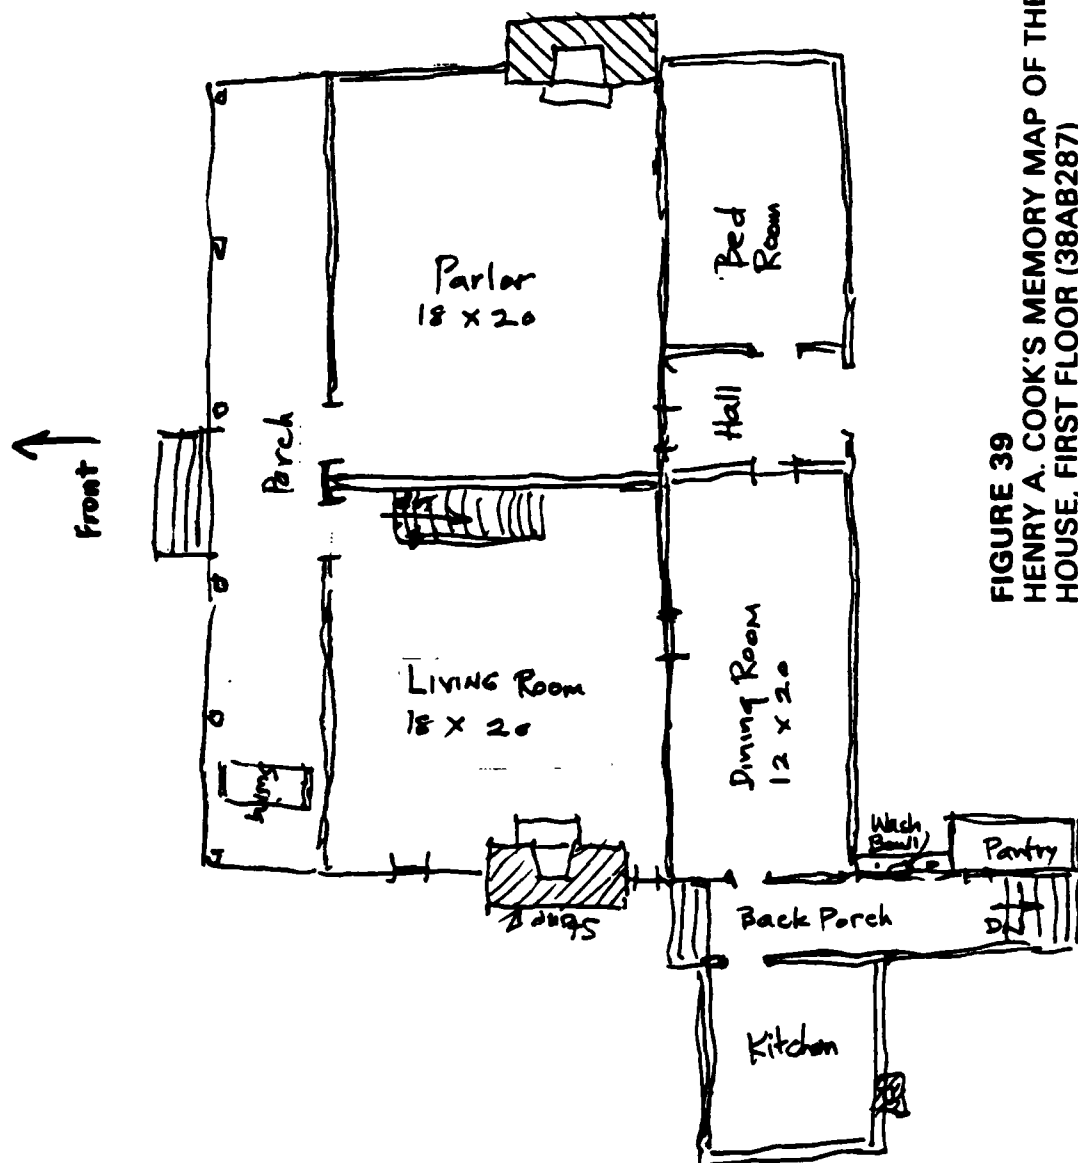 Front
Porch
Swing
Parlor
18 x 20
LIVING Room
18 x 20
Bed
Room
Hall
Dining Room
12 x 20
Wash
Bowl
Pantry
Back Porch
Kitchen
FIGURE 39
HENRY A. COOK'S MEMORY MAP OF THE
HOUSE, FIRST FLOOR (38AB287)